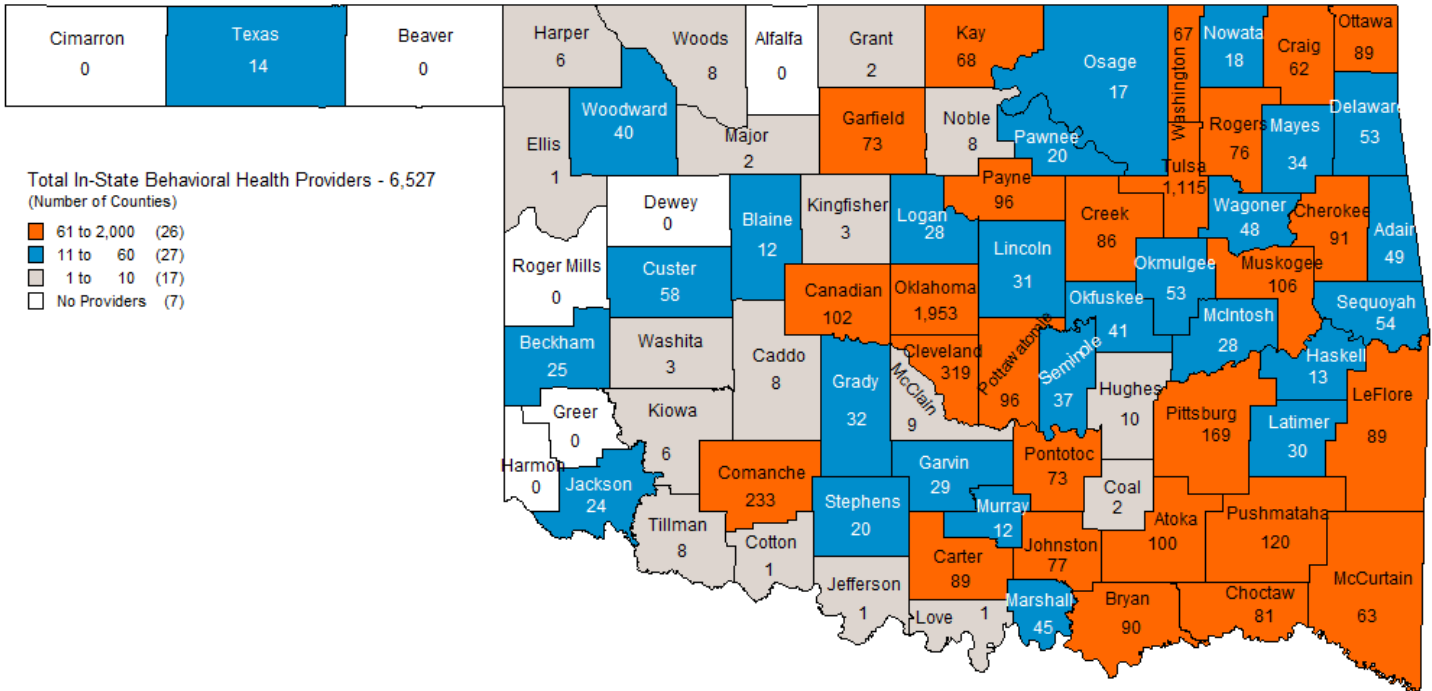 Cimarron
0
Texas
14
Beaver
0
Harper
6
Woods
8
Alfalfa
0
Grant
2
Kay
68
Osage
17
Washington
67
Nowata
18
Craig
62
Ottawa
89
Ellis
1
Woodward
40
Major
2
Garfield
73
Noble
8
Pawnee
20
Tulsa
1,115
Rogers
76
Mayes
34
Delaware
53
Total In-State Behavioral Health Providers - 6,527
(Number of Counties)
61 to 2,000 (26)
11 to 60 (27)
1 to 10 (17)
No Providers (7)
Dewey
0
Blaine
12
Kingfisher
3
Logan
28
Payne
96
Creek
86
Wagoner
48
Cherokee
91
Adair
49
Roger Mills
0
Custer
58
Canadian
102
Oklahoma
1,953
Lincoln
31
Okfuskee
41
Okmulgee
53
Muskogee
106
McIntosh
28
Sequoyah
54
Beckham
25
Washita
3
Caddo
8
Grady
32
McClain
9
Cleveland
319
Pottawatomie
96
Seminole
37
Hughes
10
Pittsburg
169
Haskell
13
Latimer
30
LeFlore
89
Greer
0
Kiowa
6
Harmon
0
Jackson
24
Comanche
233
Stephens
20
Garvin
29
Murray
12
Pontotoc
73
Coal
2
Atoka
100
Pushmataha
120
Tillman
8
Cotton
1
Jefferson
1
Carter
89
Johnston
77
Love 1
Marshall
45
Bryan
90
Choctaw
81
McCurtain
63